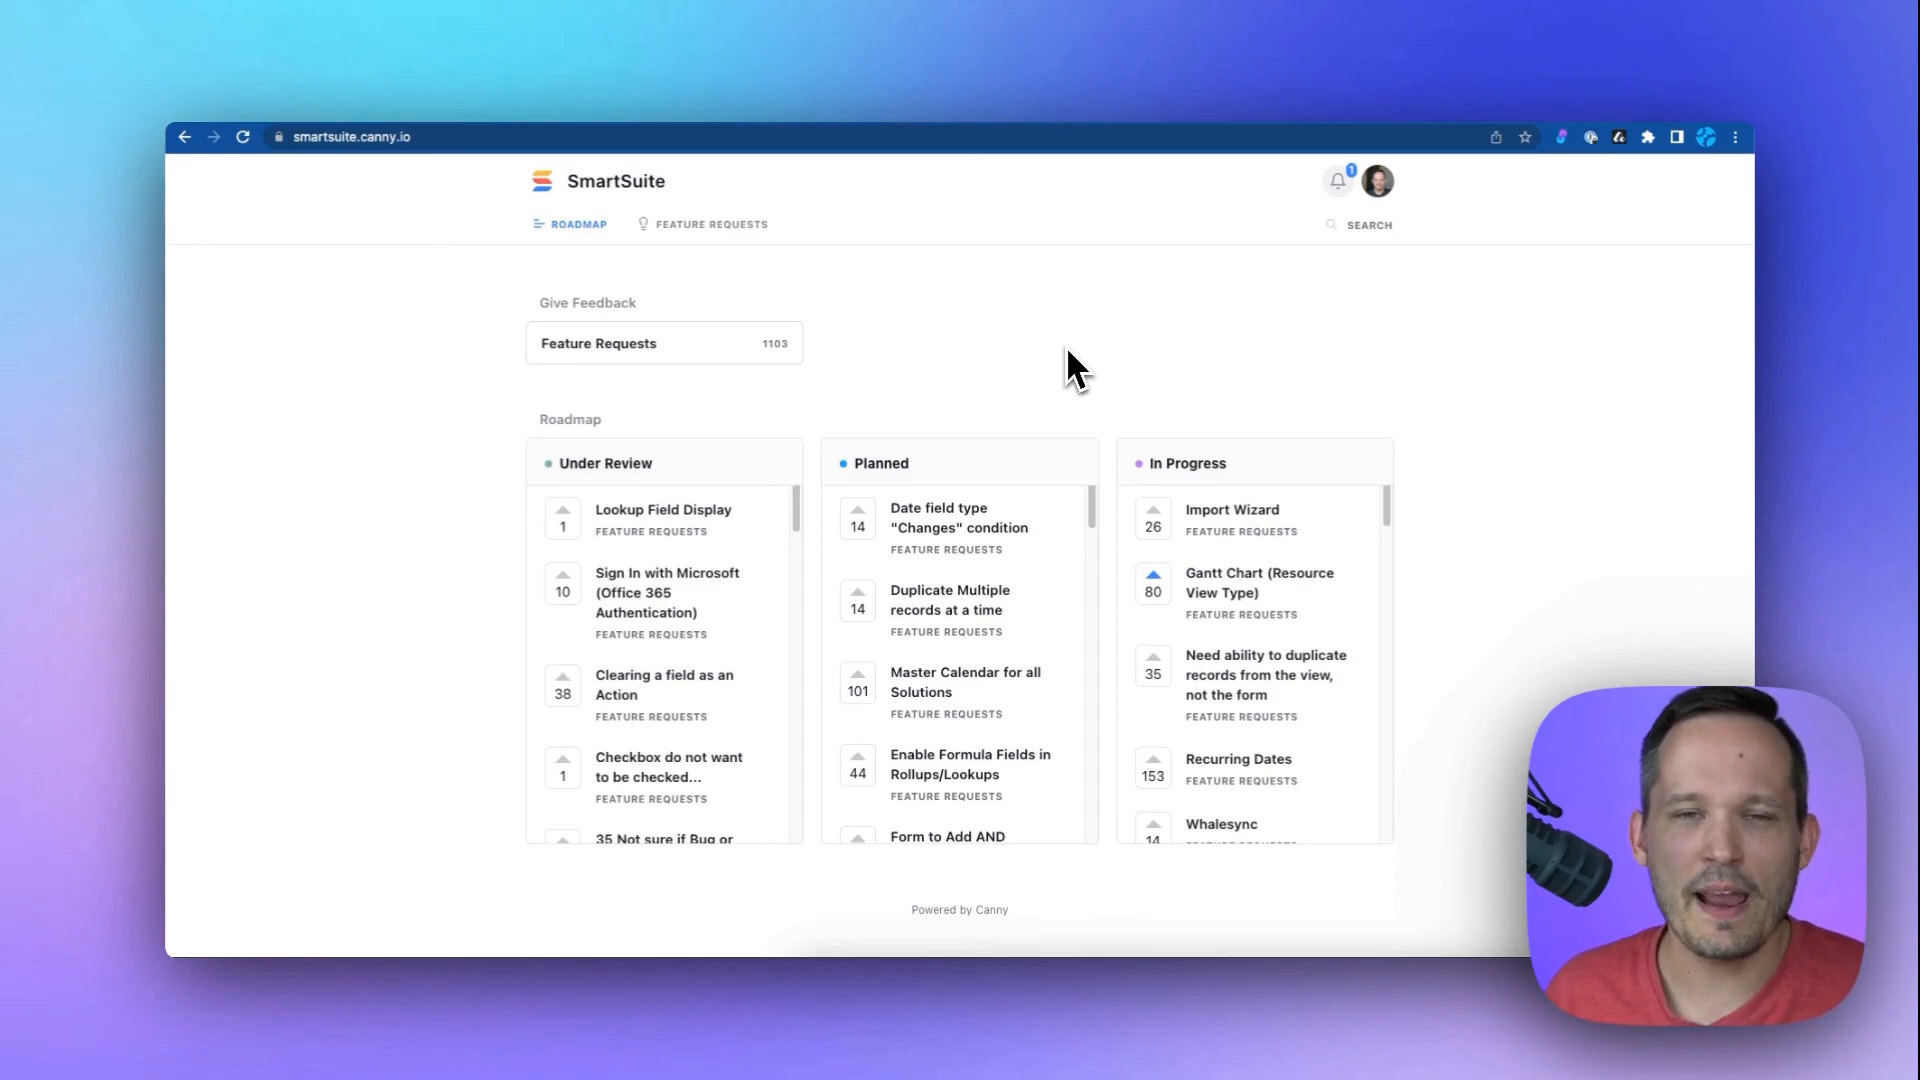 smartsuite.canny.io
SmartSuite
1
ROADMAP
FEATURE REQUESTS
SEARCH
Give Feedback
Feature Requests 1103
Roadmap
Under Review
1
Lookup Field Display
FEATURE REQUESTS
10
Sign In with Microsoft
(Office 365
Authentication)
FEATURE REQUESTS
38
Clearing a field as an
Action
FEATURE REQUESTS
1
Checkbox do not want
to be checked...
FEATURE REQUESTS
35 Not sure if Bug or
Planned
14
Date field type
"Changes" condition
FEATURE REQUESTS
14
Duplicate Multiple
records at a time
FEATURE REQUESTS
101
Master Calendar for all
Solutions
FEATURE REQUESTS
44
Enable Formula Fields in
Rollups/Lookups
FEATURE REQUESTS
Form to Add AND
In Progress
26
Import Wizard
FEATURE REQUESTS
80
Gantt Chart (Resource
View Type)
FEATURE REQUESTS
35
Need ability to duplicate
records from the view,
not the form
FEATURE REQUESTS
153
Recurring Dates
FEATURE REQUESTS
14
Whalesync
Powered by Canny